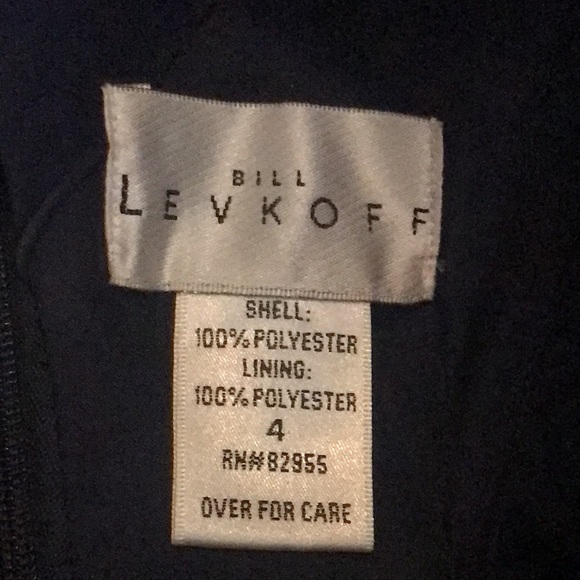 BILL
LEVKOFF
SHELL:
100% POLYESTER
LINING:
100% POLYESTER
4
RN#82955
OVER FOR CARE